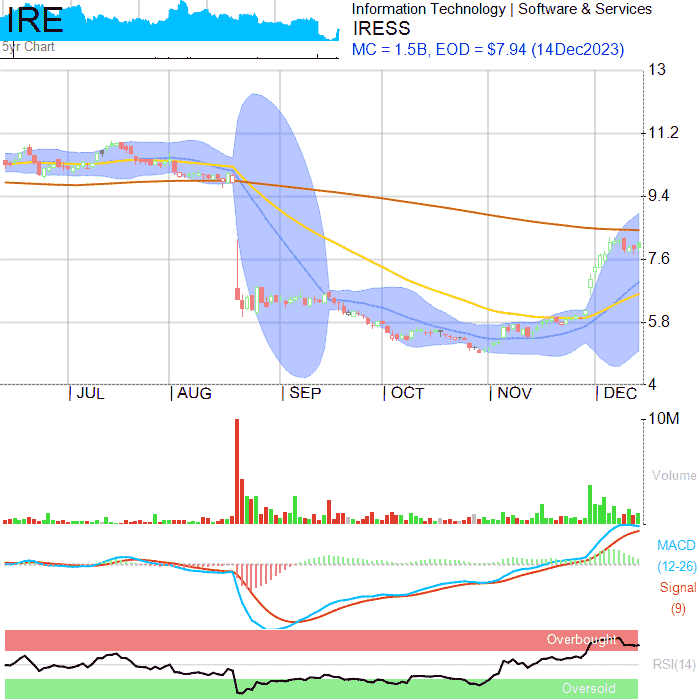 IRE
5yr Chart
Information Technology | Software & Services
IRESS
MC = 1.5B, EOD = $7.94 (14Dec2023)
13
11.2
9.4
7.6
5.8
4
JUL
AUG
SEP
OCT
NOV
DEC
10M
Volume
MACD
(12-26)
Signal
(9)
Overbought
RSI(14)
Oversold